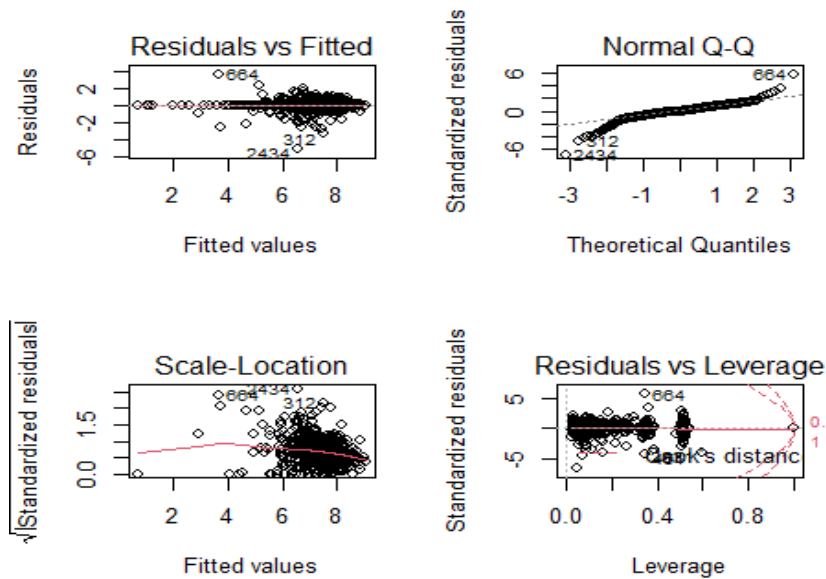 Residuals vs Fitted
Residuals
2
-2
-6
664
312
2434
2 4 6 8
Fitted values
Normal Q-Q
Standardized residuals
6
0
-6
664
312
2434
-3 -1 1 2 3
Theoretical Quantiles
Scale-Location
√|Standardized residuals|
1.5
0.0
664
2434
312
2 4 6 8
Fitted values
Residuals vs Leverage
Standardized residuals
5
-5
664
Cook's distanc
0.
1
0.0 0.4 0.8
Leverage